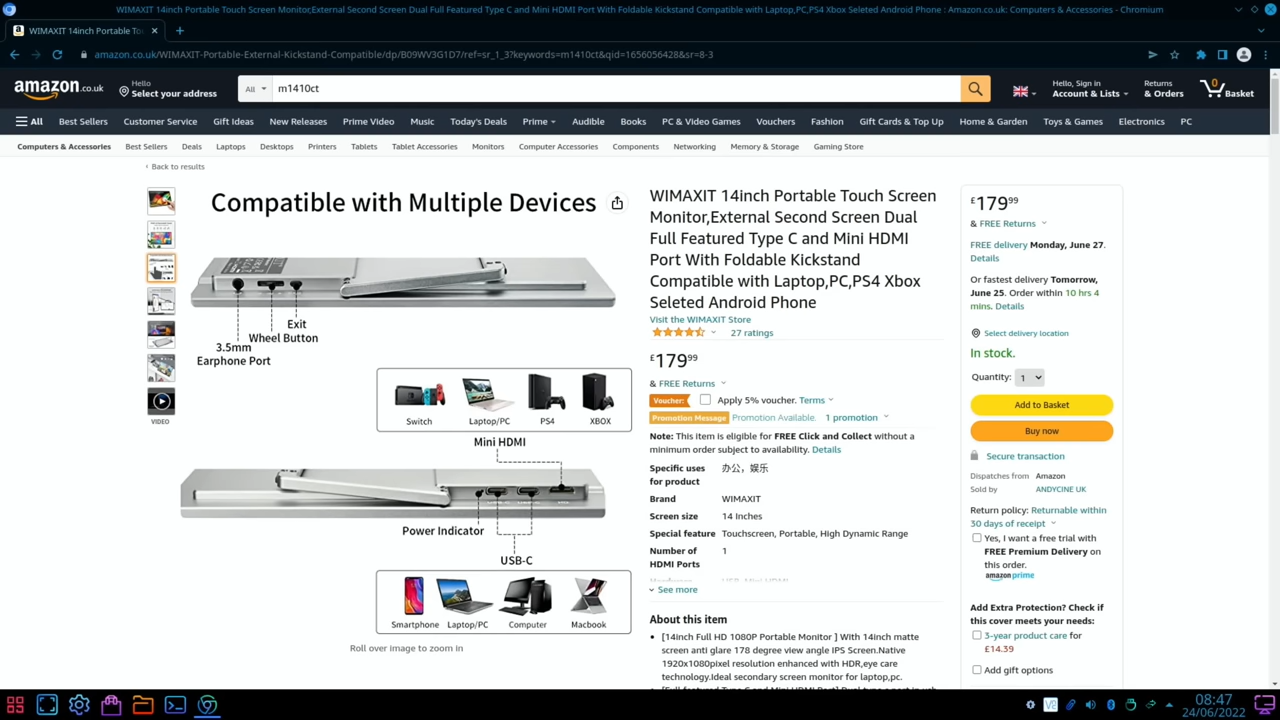 WIMAXIT 14inch Portable Touch Screen Monitor,External Second Screen Dual Full Featured Type C and Mini HDMI Port With Foldable Kickstand Compatible with Laptop,PC,PS4 Xbox Seleted Android Phone : Amazon.co.uk: Computers & Accessories - Chromium
WIMAXIT 14inch Portable To
amazon.co.uk/WIMAXIT-Portable-External-Kickstand-Compatible/dp/B09WV3G1D7/ref=sr_1_3?keywords=m1410ct&qid=1656056428&sr=8-3
amazon.co.uk
Hello
Select your address
All
m1410ct
Hello, Sign in
Account & Lists
Returns
& Orders
0
Basket
All
Best Sellers
Customer Service
Gift Ideas
New Releases
Prime Video
Music
Today's Deals
Prime
Audible
Books
PC & Video Games
Vouchers
Fashion
Gift Cards & Top Up
Home & Garden
Toys & Games
Electronics
PC
Computers & Accessories
Best Sellers
Deals
Laptops
Desktops
Printers
Tablets
Tablet Accessories
Monitors
Computer Accessories
Components
Networking
Memory & Storage
Gaming Store
‹ Back to results
Compatible with Multiple Devices
Exit
Wheel Button
3.5mm
Earphone Port
Switch
Laptop/PC
PS4
XBOX
Mini HDMI
Power Indicator
USB-C
Smartphone
Laptop/PC
Computer
Macbook
VIDEO
Roll over image to zoom in
WIMAXIT 14inch Portable Touch Screen
Monitor,External Second Screen Dual
Full Featured Type C and Mini HDMI
Port With Foldable Kickstand
Compatible with Laptop,PC,PS4 Xbox
Seleted Android Phone
Visit the WIMAXIT Store
27 ratings
£17999
& FREE Returns
Voucher: Apply 5% voucher. Terms
Promotion Message Promotion Available. 1 promotion
Note: This item is eligible for FREE Click and Collect without a
minimum order subject to availability. Details
Specific uses 办公，娱乐
for product
Brand WIMAXIT
Screen size 14 Inches
Special feature Touchscreen, Portable, High Dynamic Range
Number of 1
HDMI Ports
See more
About this item
[14inch Full HD 1080P Portable Monitor ] With 14inch matte
screen anti glare 178 degree view angle IPS Screen.Native
1920x1080pixel resolution enhanced with HDR,eye care
technology.Ideal secondary screen monitor for laptop,pc.
£17999
& FREE Returns
FREE delivery Monday, June 27.
Details
Or fastest delivery Tomorrow,
June 25. Order within 10 hrs 4
mins. Details
Select delivery location
In stock.
Quantity: 1
Add to Basket
Buy now
Secure transaction
Dispatches from Amazon
Sold by ANDYCINE UK
Return policy: Returnable within
30 days of receipt
Yes, I want a free trial with
FREE Premium Delivery on
this order.
amazon prime
Add Extra Protection? Check if
this cover meets your needs:
3-year product care for
£14.39
Add gift options
08:47
24/06/2022